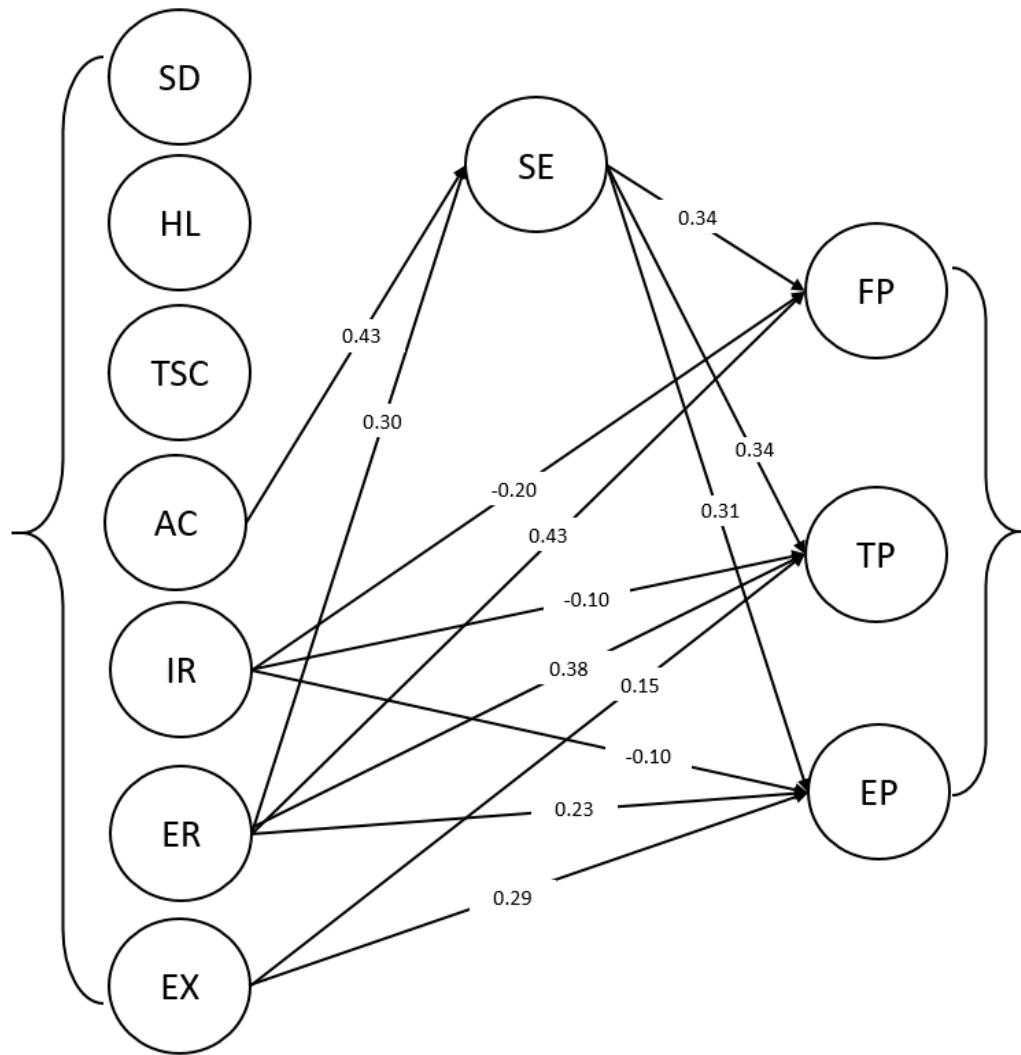 SD
HL
TSC
AC
IR
ER
EX
SE
FP
TP
EP
0.43
0.30
0.34
0.34
0.31
-0.20
0.43
-0.10
0.38
0.15
-0.10
0.23
0.29